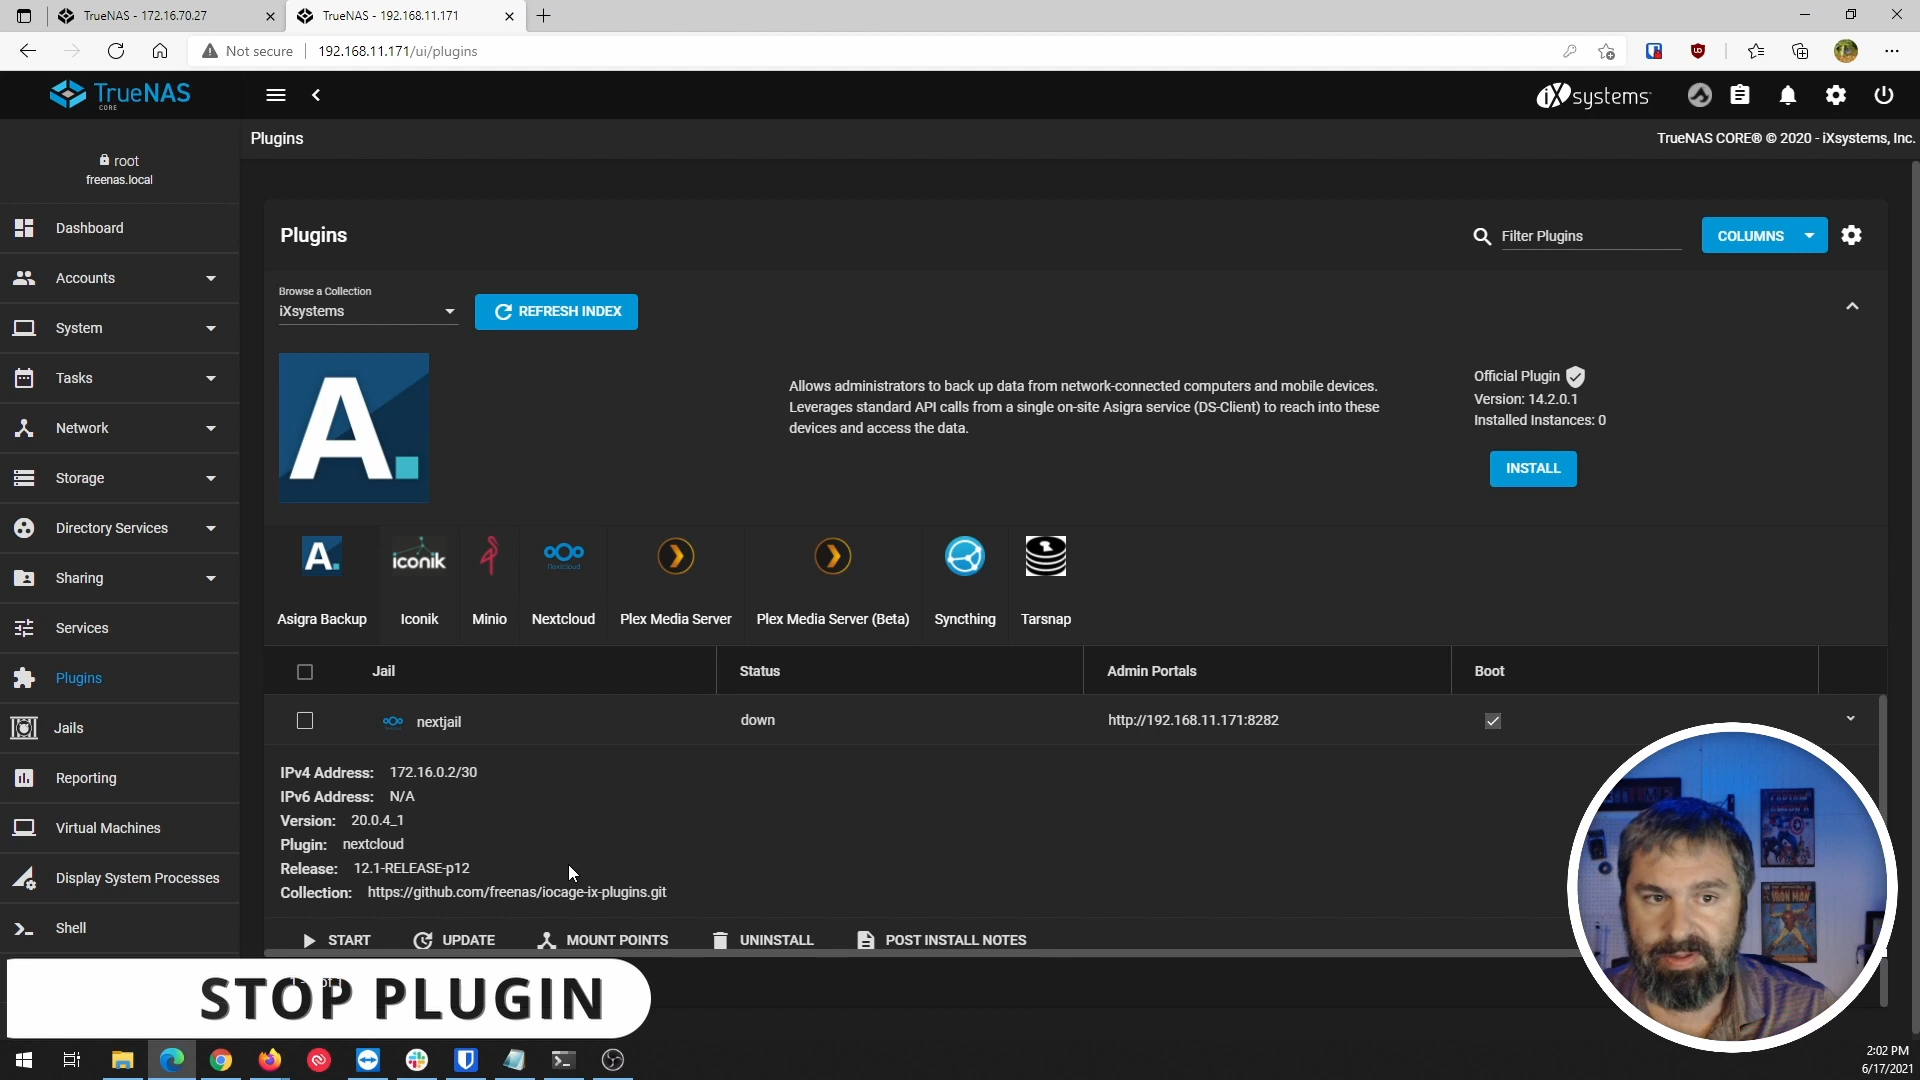 TrueNAS - 172.16.70.27
TrueNAS - 192.168.11.171
Not secure
192.168.11.171/ui/plugins
TrueNAS
CORE
iXsystems
Plugins
TrueNAS CORE® © 2020 - iXsystems, Inc.
root
freenas.local
Dashboard
Accounts
System
Tasks
Network
Storage
Directory Services
Sharing
Services
Plugins
Jails
Reporting
Virtual Machines
Display System Processes
Shell
Plugins
Filter Plugins
COLUMNS
Browse a Collection
iXsystems
REFRESH INDEX
A.
Allows administrators to back up data from network-connected computers and mobile devices.
Leverages standard API calls from a single on-site Asigra service (DS-Client) to reach into these
devices and access the data.
Official Plugin
Version: 14.2.0.1
Installed Instances: 0
INSTALL
A.
iconik
Nextcloud
Asigra Backup
Iconik
Minio
Nextcloud
Plex Media Server
Plex Media Server (Beta)
Syncthing
Tarsnap
Jail
Status
Admin Portals
Boot
nextjail
down
http://192.168.11.171:8282
IPv4 Address: 172.16.0.2/30
IPv6 Address: N/A
Version: 20.0.4_1
Plugin: nextcloud
Release: 12.1-RELEASE-p12
Collection: https://github.com/freenas/iocage-ix-plugins.git
START
UPDATE
MOUNT POINTS
UNINSTALL
POST INSTALL NOTES
STOP PLUGIN
IRON MAN
2:02 PM
6/17/2021